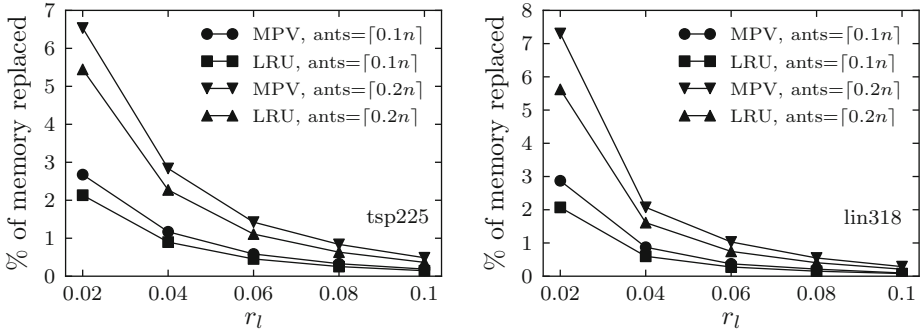 % of memory replaced
7
6
5
4
3
2
1
0
MPV, ants=⌈0.1n⌉
LRU, ants=⌈0.1n⌉
MPV, ants=⌈0.2n⌉
LRU, ants=⌈0.2n⌉
tsp225
0.02 0.04 0.06 0.08 0.1
r_l
% of memory replaced
8
7
6
5
4
3
2
1
0
MPV, ants=⌈0.1n⌉
LRU, ants=⌈0.1n⌉
MPV, ants=⌈0.2n⌉
LRU, ants=⌈0.2n⌉
lin318
0.02 0.04 0.06 0.08 0.1
r_l